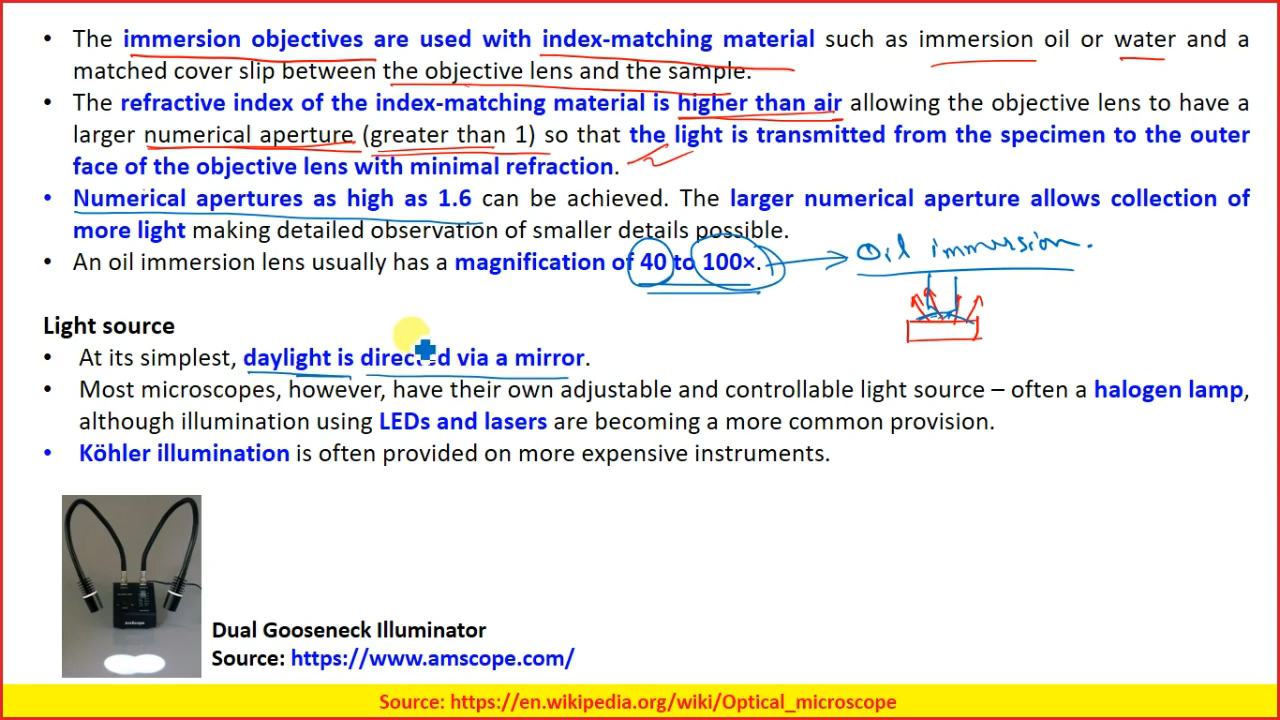 • The immersion objectives are used with index-matching material such as immersion oil or water and a
matched cover slip between the objective lens and the sample.
• The refractive index of the index-matching material is higher than air allowing the objective lens to have a
larger numerical aperture (greater than 1) so that the light is transmitted from the specimen to the outer
face of the objective lens with minimal refraction.
• Numerical apertures as high as 1.6 can be achieved. The larger numerical aperture allows collection of
more light making detailed observation of smaller details possible.
• An oil immersion lens usually has a magnification of 40 to 100×. Oil immersion.
Light source
• At its simplest, daylight is directed via a mirror.
• Most microscopes, however, have their own adjustable and controllable light source – often a halogen lamp,
although illumination using LEDs and lasers are becoming a more common provision.
• Köhler illumination is often provided on more expensive instruments.
Dual Gooseneck Illuminator
Source: https://www.amscope.com/
Source: https://en.wikipedia.org/wiki/Optical_microscope